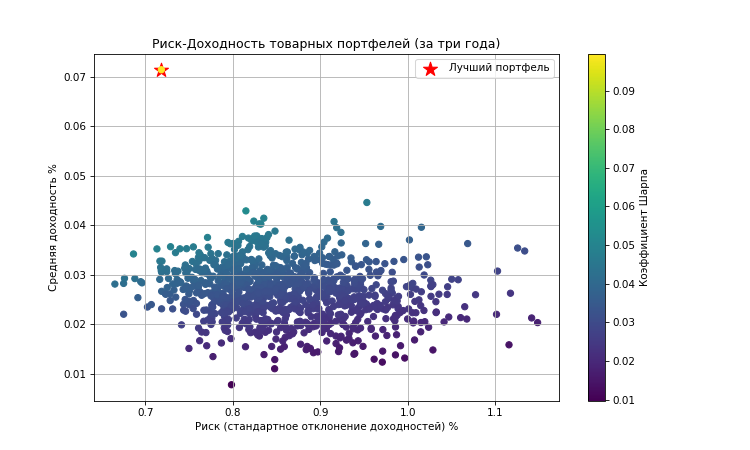 Риск-Доходность товарных портфелей (за три года)
Лучший портфель
Средняя доходность %
0.07
0.06
0.05
0.04
0.03
0.02
0.01
0.7 0.8 0.9 1.0 1.1
Риск (стандартное отклонение доходностей) %
0.09
0.08
0.07
0.06
0.05
0.04
0.03
0.02
0.01
Коэффициент Шарпа